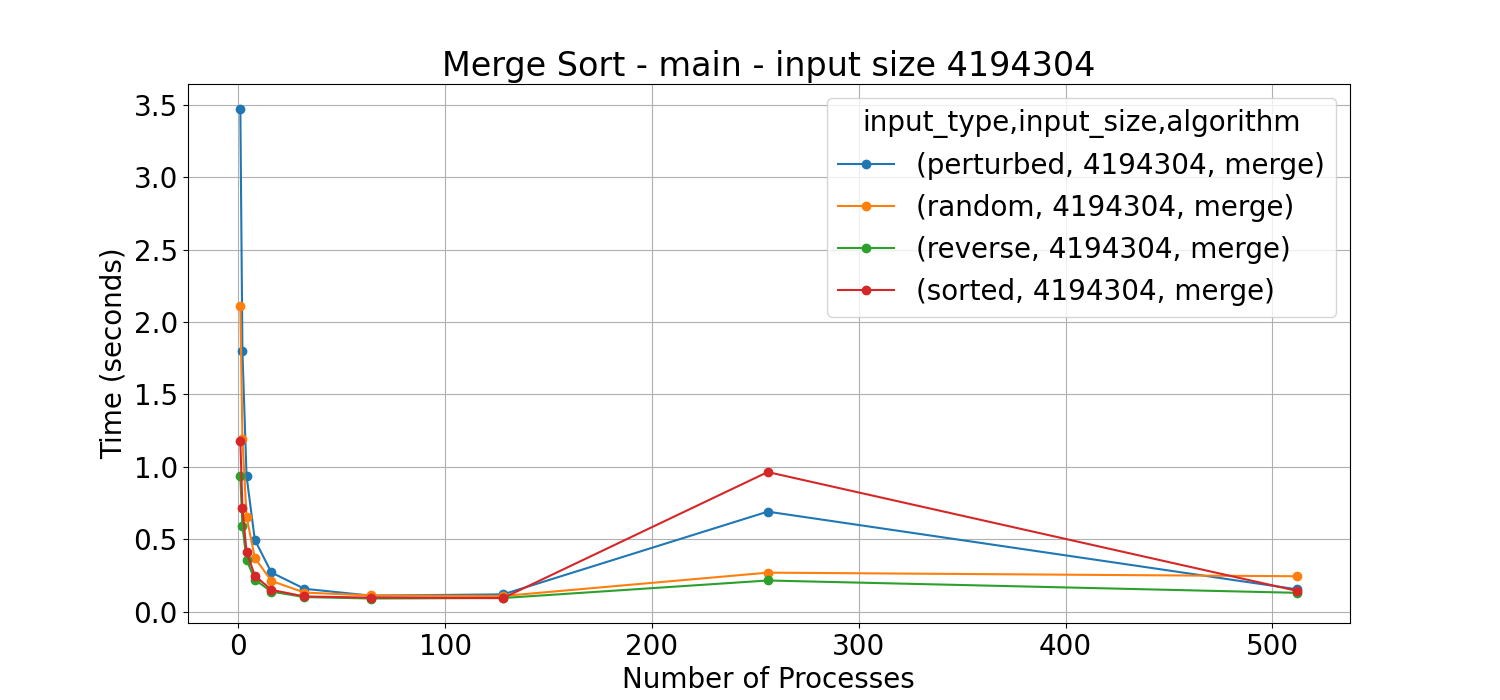 Merge Sort - main - input size 4194304
input_type,input_size,algorithm
(perturbed, 4194304, merge)
(random, 4194304, merge)
(reverse, 4194304, merge)
(sorted, 4194304, merge)
Time (seconds)
3.5
3.0
2.5
2.0
1.5
1.0
0.5
0.0
0 100 200 300 400 500
Number of Processes